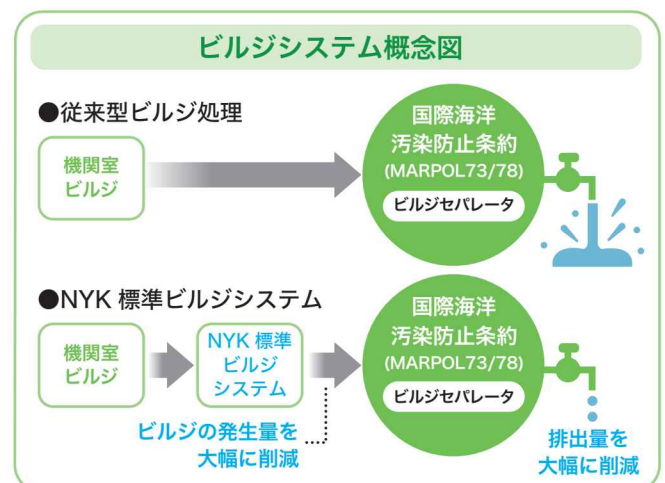 ビルジシステム概念図
●従来型ビルジ処理
機関室
ビルジ
国際海洋
汚染防止条約
(MARPOL73/78)
ビルジセパレータ
●NYK 標準ビルジシステム
機関室
ビルジ
NYK 標準
ビルジ
システム
国際海洋
汚染防止条約
(MARPOL73/78)
ビルジセパレータ
ビルジの発生量を
大幅に削減
排出量を
大幅に削減